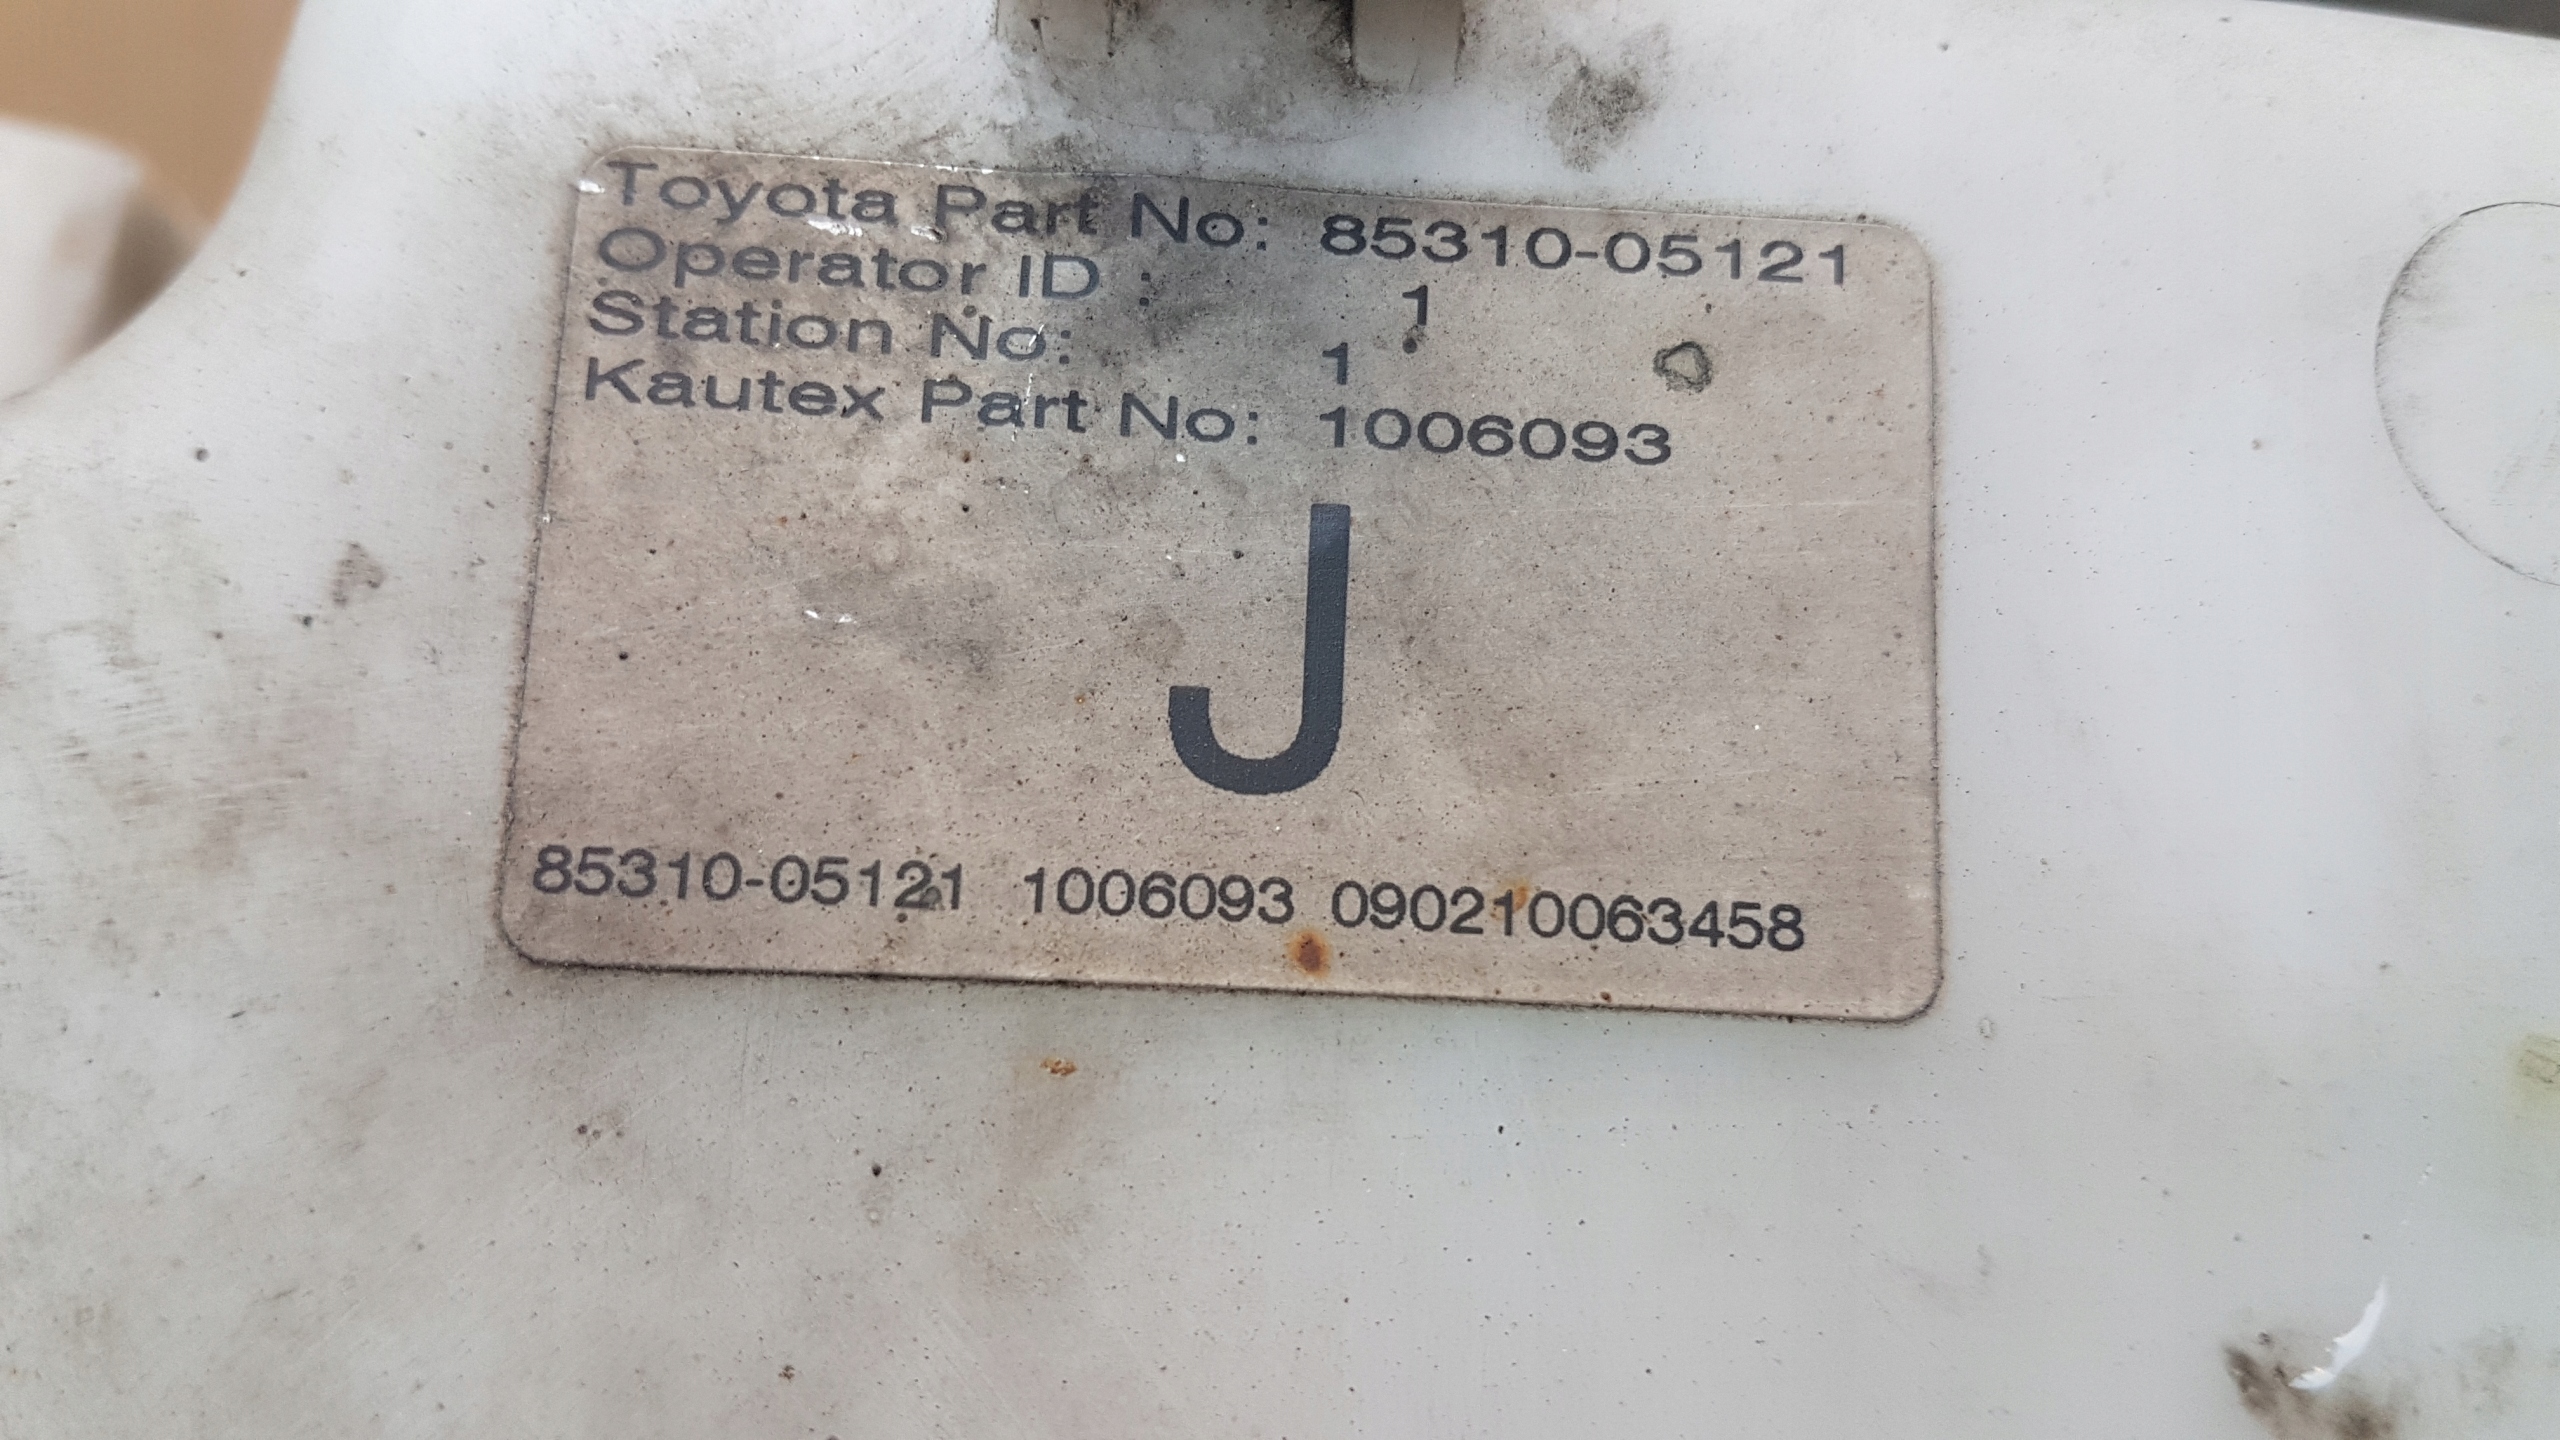 Toyota Part No: 85310-05121
Operator ID : 1
Station No: 1
Kautex Part No: 1006093
J
85310-05121 1006093 090210063458